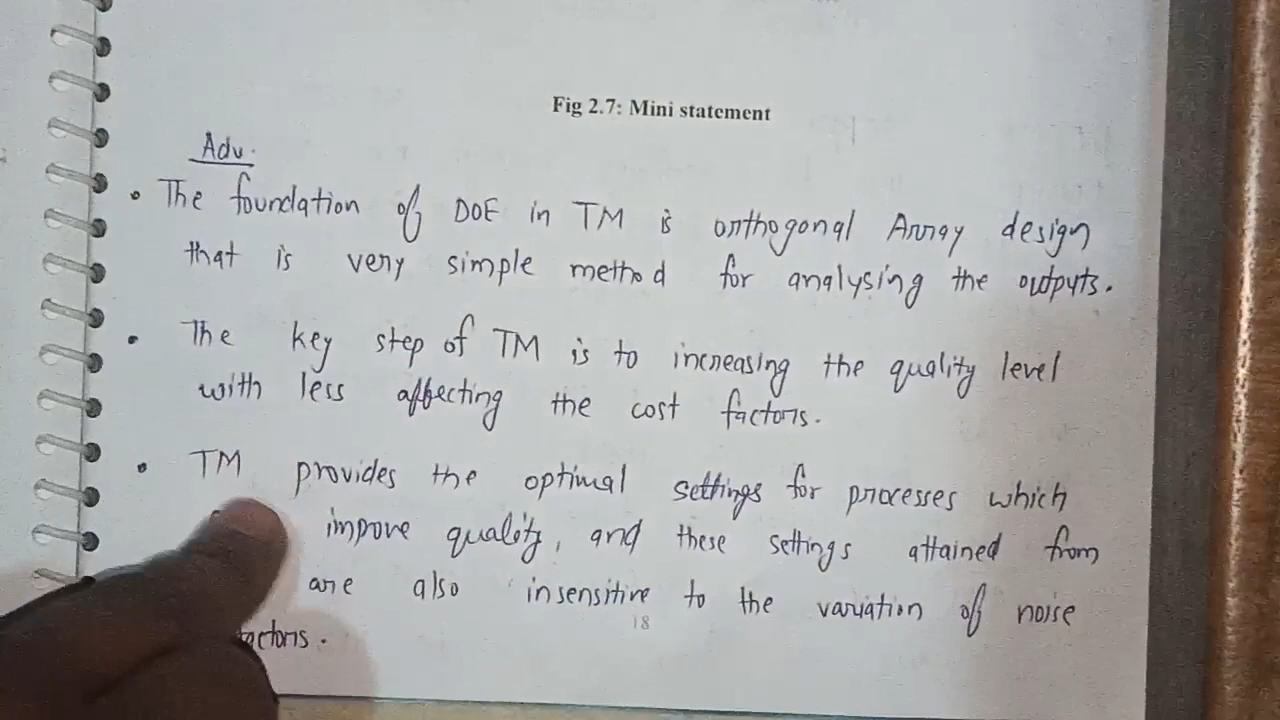 Fig 2.7: Mini statement
Adv.
• The foundation of DOE in TM is orthogonal Array design
that is very simple method for analysing the outputs.
• The key step of TM is to increasing the quality level
with less affecting the cost factors.
• TM provides the optimal settings for processes which
improve quality, and these settings attained from
are also insensitive to the variation of noise
18
factors.